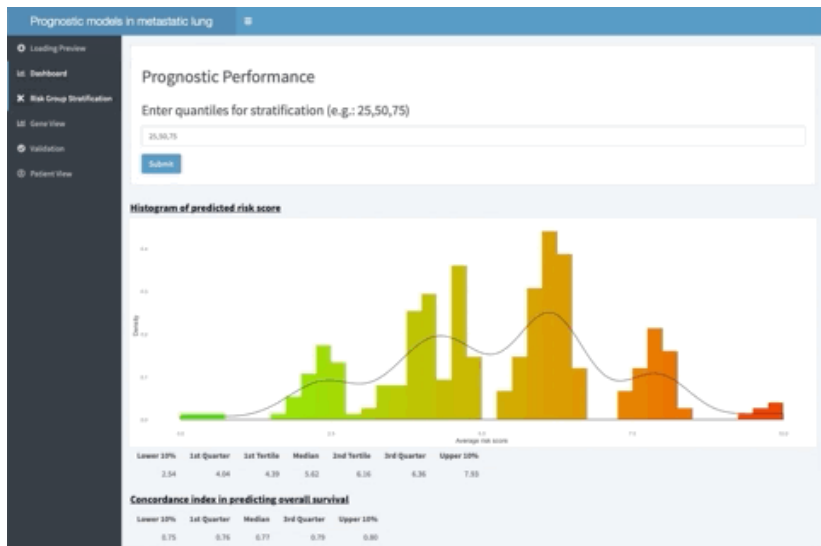 Prognostic models in metastatic lung
Loading Preview
Dashboard
Risk Group Stratification
Gene View
Validation
Patient View
Prognostic Performance
Enter quantiles for stratification (e.g.: 25,50,75)
25,50,75
Submit
Histogram of predicted risk score
Density
0.0
Average risk score
Lower 10% 1st Quarter 1st Tertile Median 2nd Tertile 3rd Quarter Upper 10%
2.54 4.04 4.39 5.62 6.16 6.36 7.93
Concordance index in predicting overall survival
Lower 10% 1st Quarter Median 3rd Quarter Upper 10%
0.75 0.76 0.77 0.79 0.80